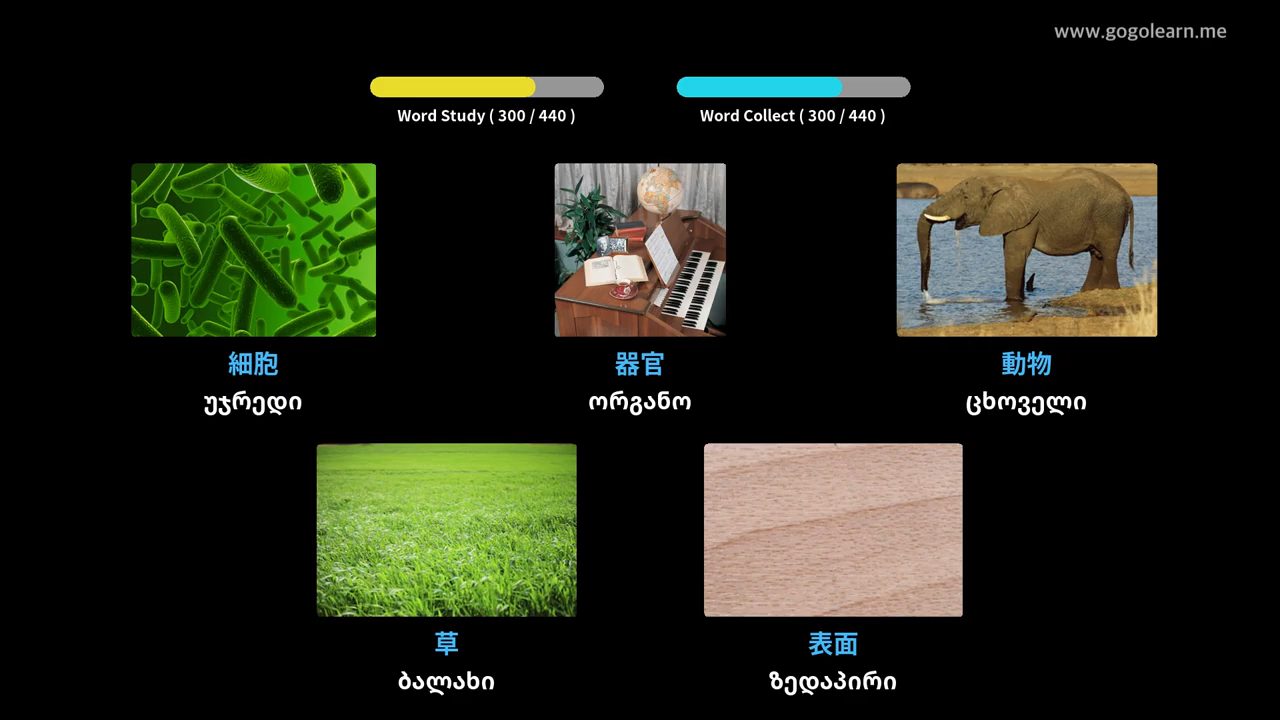 www.gogolearn.me
Word Study ( 300 / 440 )
Word Collect ( 300 / 440 )
細胞
უჯრედი
器官
ორგანო
動物
ცხოველი
草
ბალახი
表面
ზედაპირი